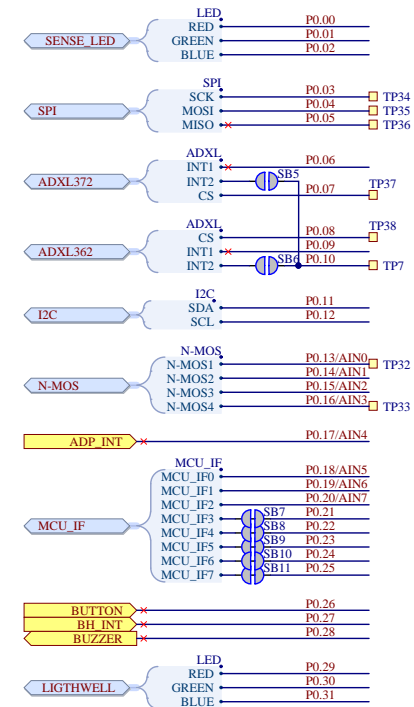 LED
RED P0.00
SENSE_LED GREEN P0.01
BLUE P0.02
SPI
SCK P0.03 TP34
SPI MOSI P0.04 TP35
MISO P0.05 TP36
ADXL
INT1 P0.06
ADXL372 INT2 SB5
CS P0.07 TP37
ADXL
CS P0.08 TP38
ADXL362 INT1 P0.09
INT2 SB6 P0.10 TP7
I2C
I2C SDA P0.11
SCL P0.12
N-MOS
N-MOS1 P0.13/AIN0 TP32
N-MOS N-MOS2 P0.14/AIN1
N-MOS3 P0.15/AIN2
N-MOS4 P0.16/AIN3 TP33
ADP_INT P0.17/AIN4
MCU_IF
MCU_IF0 P0.18/AIN5
MCU_IF1 P0.19/AIN6
MCU_IF2 P0.20/AIN7
MCU_IF3 SB7 P0.21
MCU_IF MCU_IF4 SB8 P0.22
MCU_IF5 SB9 P0.23
MCU_IF6 SB10 P0.24
MCU_IF7 SB11 P0.25
BUTTON P0.26
BH_INT P0.27
BUZZER P0.28
LED
RED P0.29
LIGTHWELL GREEN P0.30
BLUE P0.31